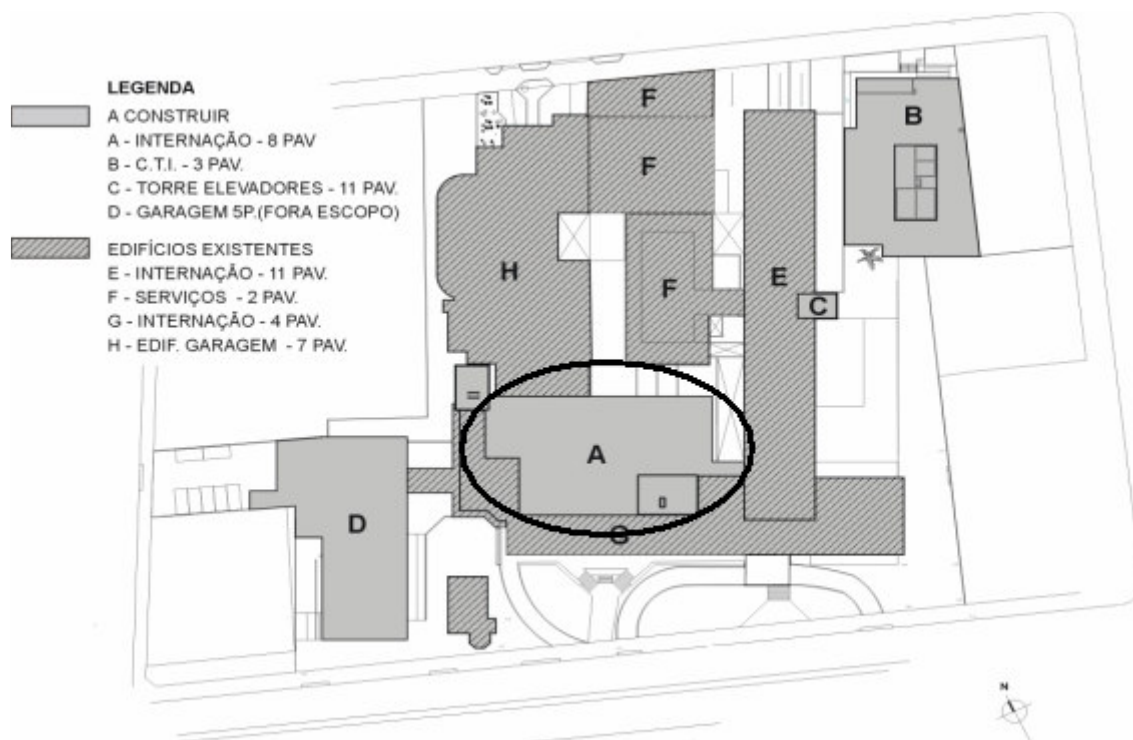 LEGENDA
A CONSTRUIR
A - INTERNAÇÃO - 8 PAV
B - C.T.I. - 3 PAV.
C - TORRE ELEVADORES - 11 PAV.
D - GARAGEM 5P.(FORA ESCOPO)
EDIFÍCIOS EXISTENTES
E - INTERNAÇÃO - 11 PAV.
F - SERVIÇOS - 2 PAV.
G - INTERNAÇÃO - 4 PAV.
H - EDIF. GARAGEM - 7 PAV.
F
B
F
H
F
E
C
A
D
G
N